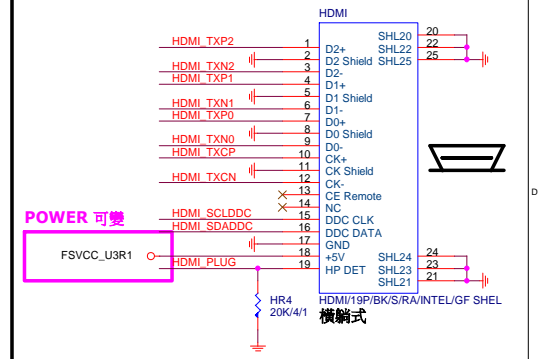 HDMI
HDMI_TXP2 1 D2+ SHL20 20
2 D2 Shield SHL22 22
HDMI_TXN2 3 D2- SHL25 25
HDMI_TXP1 4 D1+
5 D1 Shield
HDMI_TXN1 6 D1-
HDMI_TXP0 7 D0+
8 D0 Shield
HDMI_TXN0 9 D0-
HDMI_TXCP 10 CK+
11 CK Shield
HDMI_TXCN 12 CK-
13 CE Remote
14 NC
HDMI_SCLDDC 15 DDC CLK
HDMI_SDADDC 16 DDC DATA
17 GND
18 +5V SHL24 24
HDMI_PLUG 19 HP DET SHL23 23
SHL21 21
POWER 可變
FSVCC_U3R1
HR4
20K/4/1
HDMI/19P/BK/S/RA/INTEL/GF SHEL
橫躺式
D